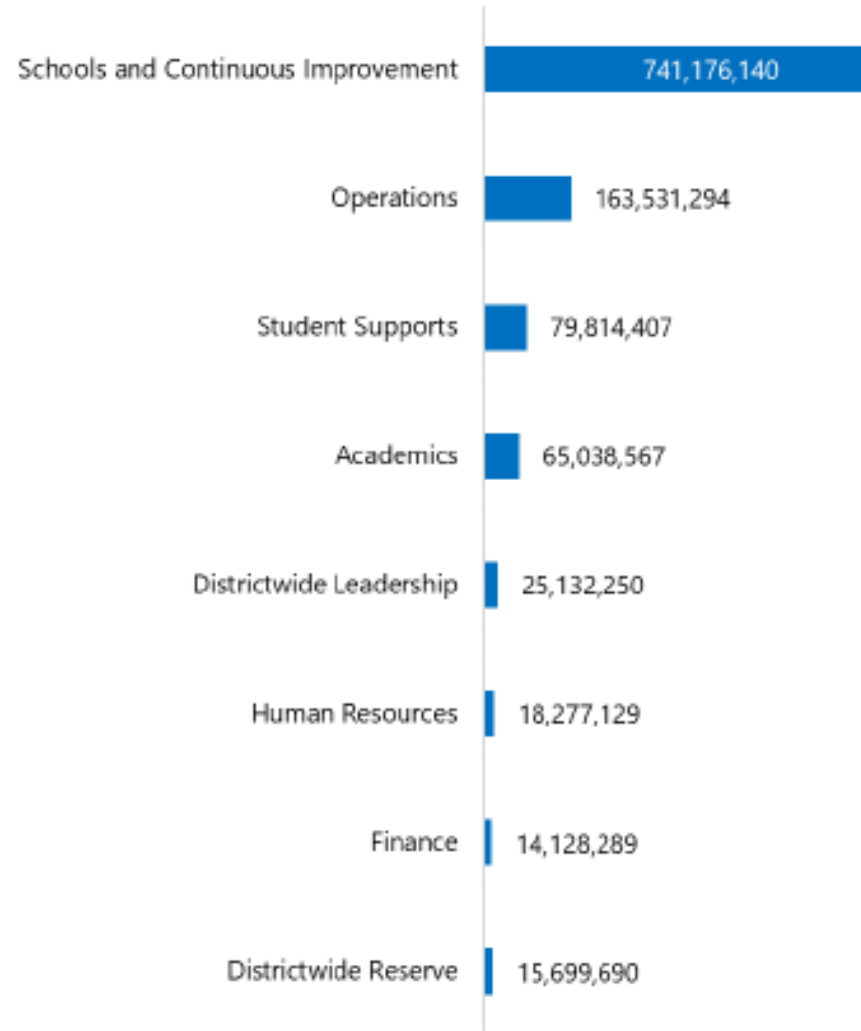 Schools and Continuous Improvement 741,176,140
Operations 163,531,294
Student Supports 79,814,407
Academics 65,038,567
Districtwide Leadership 25,132,250
Human Resources 18,277,129
Finance 14,128,289
Districtwide Reserve 15,699,690